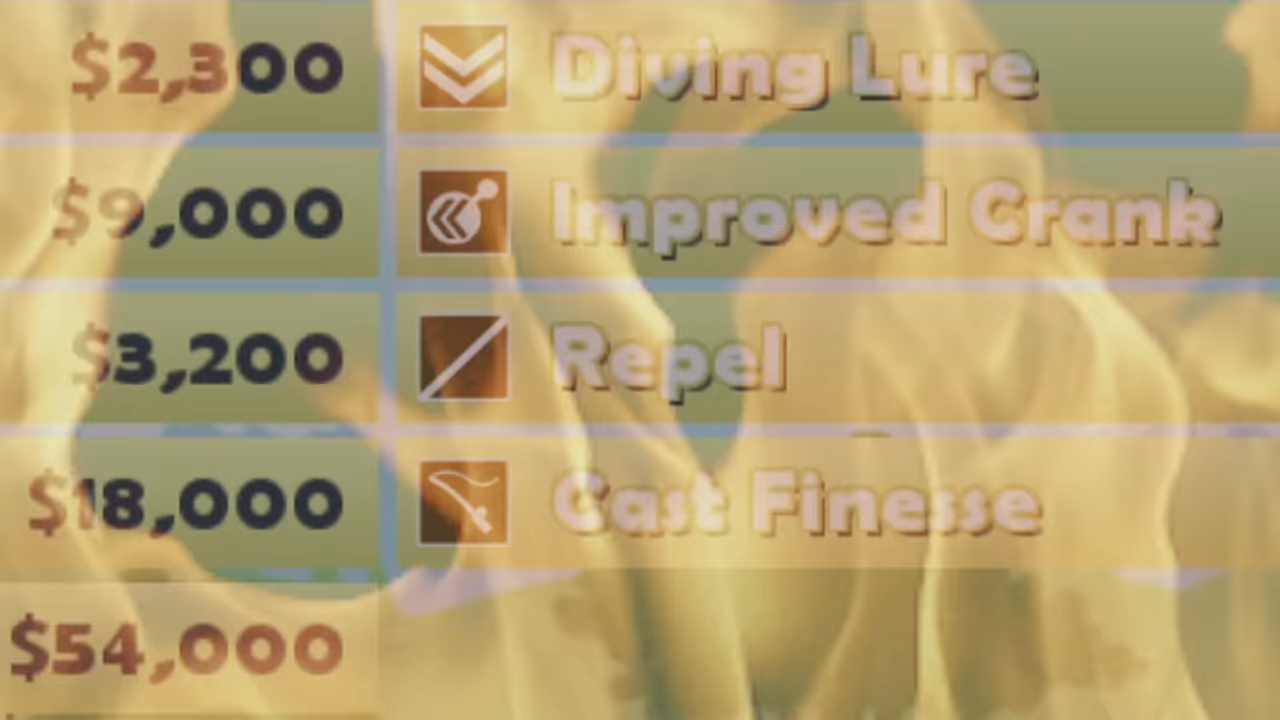 $2,300 Diving Lure
$9,000 Improved Crank
$3,200 Repel
$18,000 Cast Finesse
$54,000